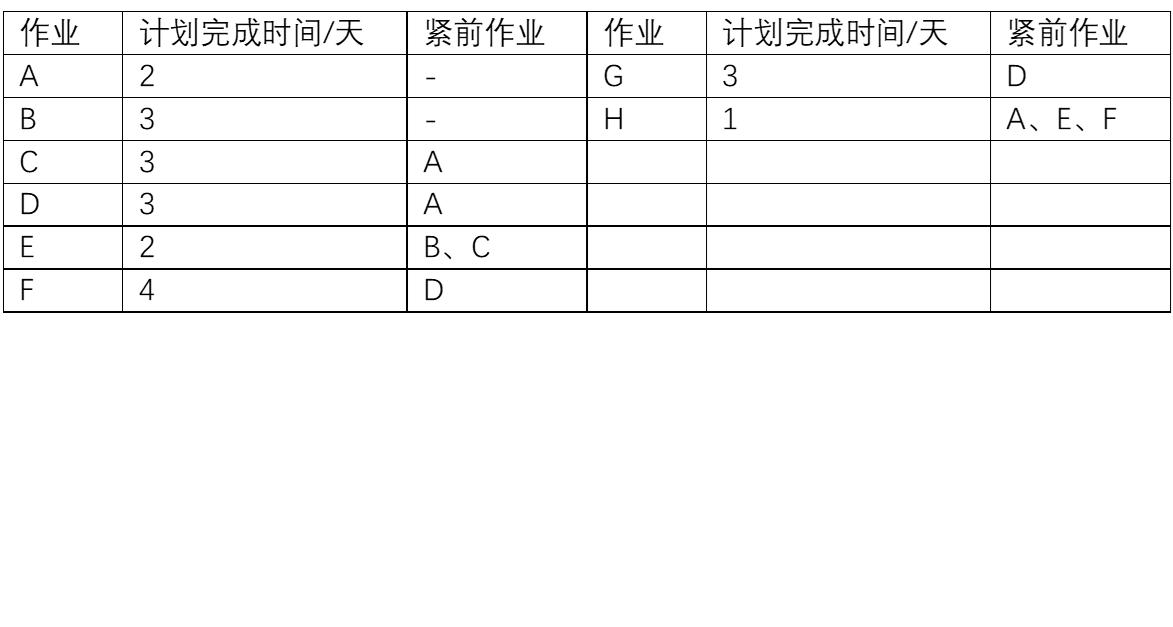 作业 计划完成时间/天 紧前作业 作业 计划完成时间/天 紧前作业
A 2 - G 3 D
B 3 - H 1 A、E、F
C 3 A
D 3 A
E 2 B、C
F 4 D